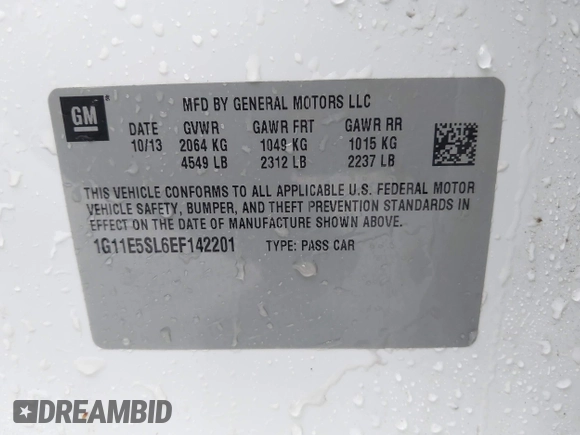 GM
MFD BY GENERAL MOTORS LLC
DATE GVWR GAWR FRT GAWR RR
10/13 2064 KG 1049 KG 1015 KG
4549 LB 2312 LB 2237 LB
THIS VEHICLE CONFORMS TO ALL APPLICABLE U.S. FEDERAL MOTOR
VEHICLE SAFETY, BUMPER, AND THEFT PREVENTION STANDARDS IN
EFFECT ON THE DATE OF MANUFACTURE SHOWN ABOVE.
1G11E5SL6EF142201 TYPE: PASS CAR
DREAMBID